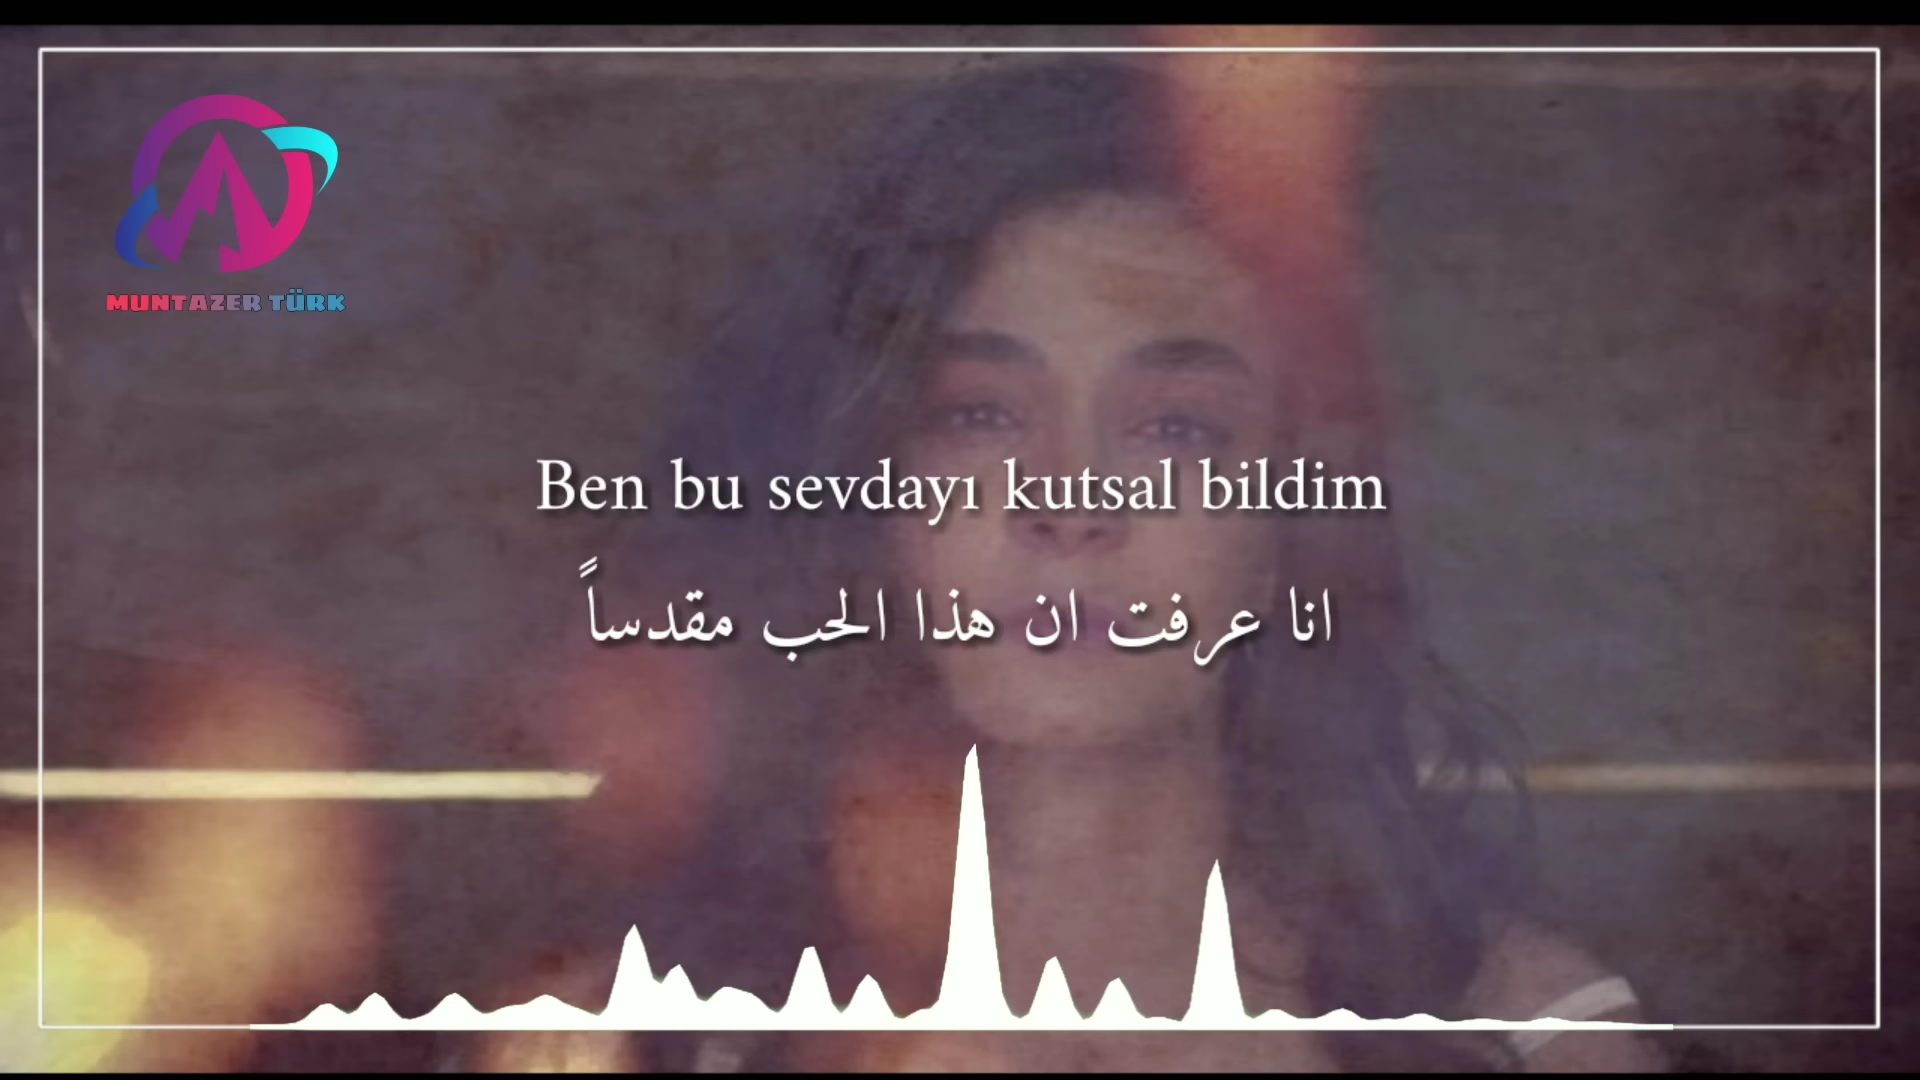 MUNTAZER TÜRK
Ben bu sevdayı kutsal bildim
انا عرفت ان هذا الحب مقدساً